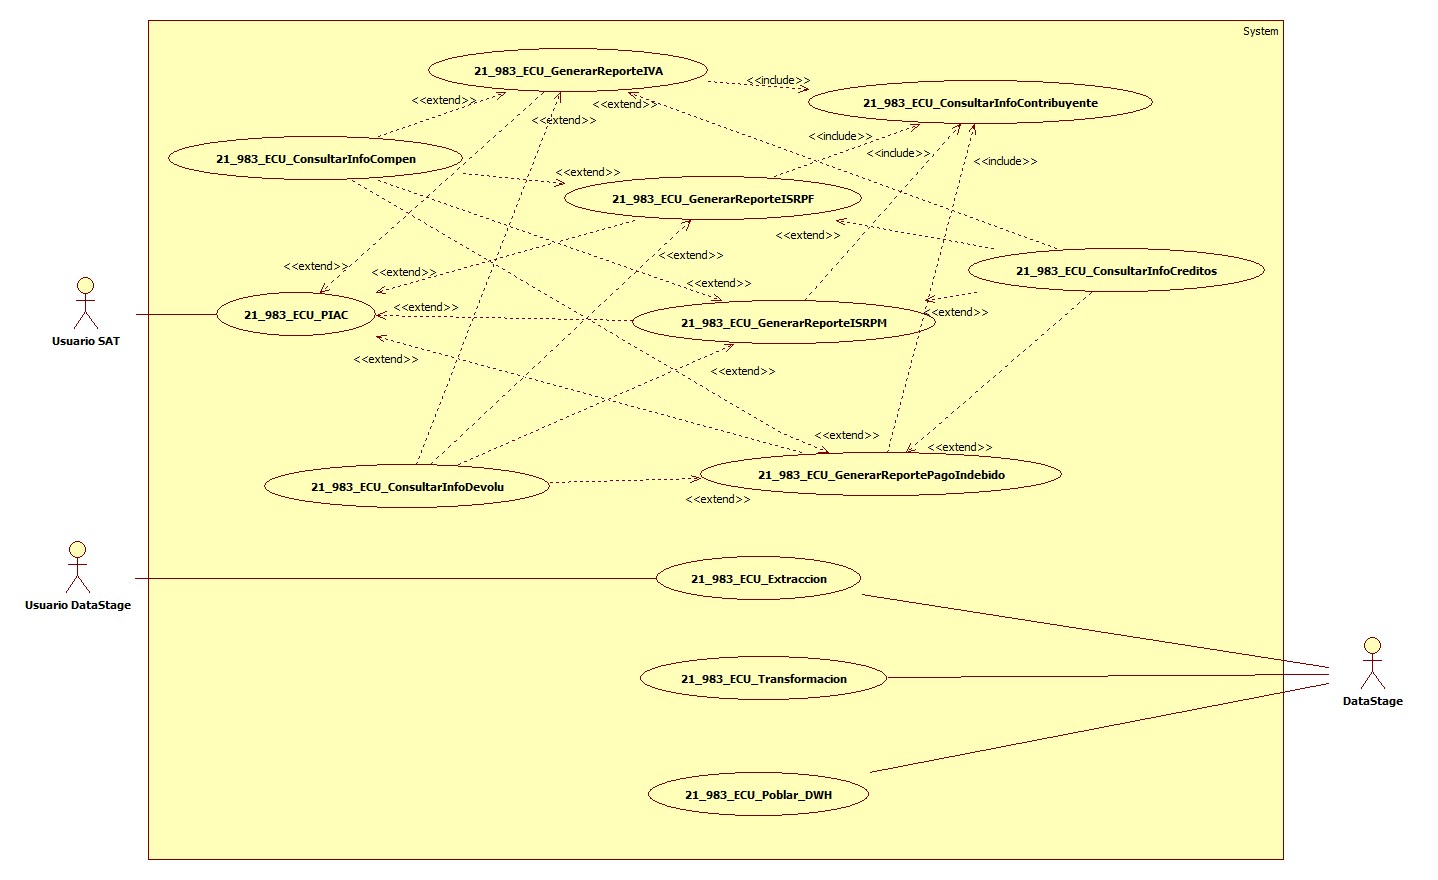 System
21_983_ECU_GenerarReporteIVA
<<include>>
<<extend>>
<<extend>>
21_983_ECU_ConsultarInfoContribuyente
<<extend>>
<<include>>
<<include>>
21_983_ECU_ConsultarInfoCompen
<<include>>
<<extend>>
21_983_ECU_GenerarReporteISRPF
<<extend>>
<<extend>>
<<extend>>
<<extend>>
21_983_ECU_ConsultarInfoCreditos
<<extend>>
<<extend>>
<<extend>>
21_983_ECU_PIAC
<<extend>>
21_983_ECU_GenerarReporteISRPM
Usuario SAT
<<extend>>
<<extend>>
<<extend>>
<<extend>>
21_983_ECU_GenerarReportePagoIndebido
21_983_ECU_ConsultarInfoDevolu
<<extend>>
21_983_ECU_Extraccion
Usuario DataStage
21_983_ECU_Transformacion
DataStage
21_983_ECU_Poblar_DWH